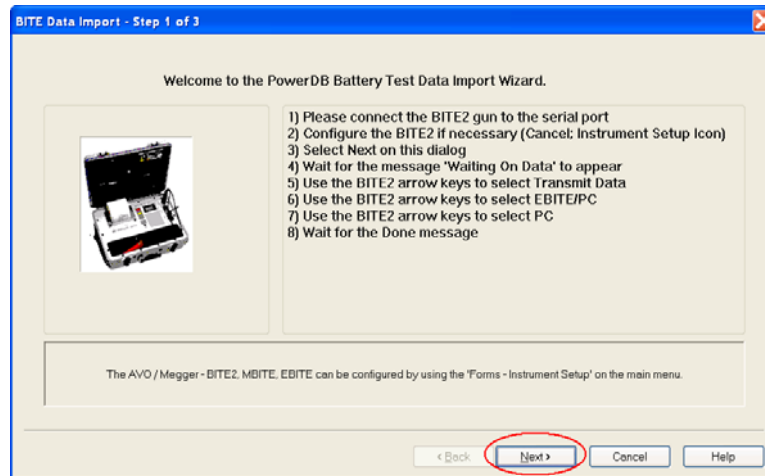 BITE Data Import - Step 1 of 3
Welcome to the PowerDB Battery Test Data Import Wizard.
1) Please connect the BITE2 gun to the serial port
2) Configure the BITE2 if necessary (Cancel; Instrument Setup Icon)
3) Select Next on this dialog
4) Wait for the message 'Waiting On Data' to appear
5) Use the BITE2 arrow keys to select Transmit Data
6) Use the BITE2 arrow keys to select EBITE/PC
7) Use the BITE2 arrow keys to select PC
8) Wait for the Done message
The AVO / Megger - BITE2, MBITE, EBITE can be configured by using the 'Forms - Instrument Setup' on the main menu.
< Back Next > Cancel Help